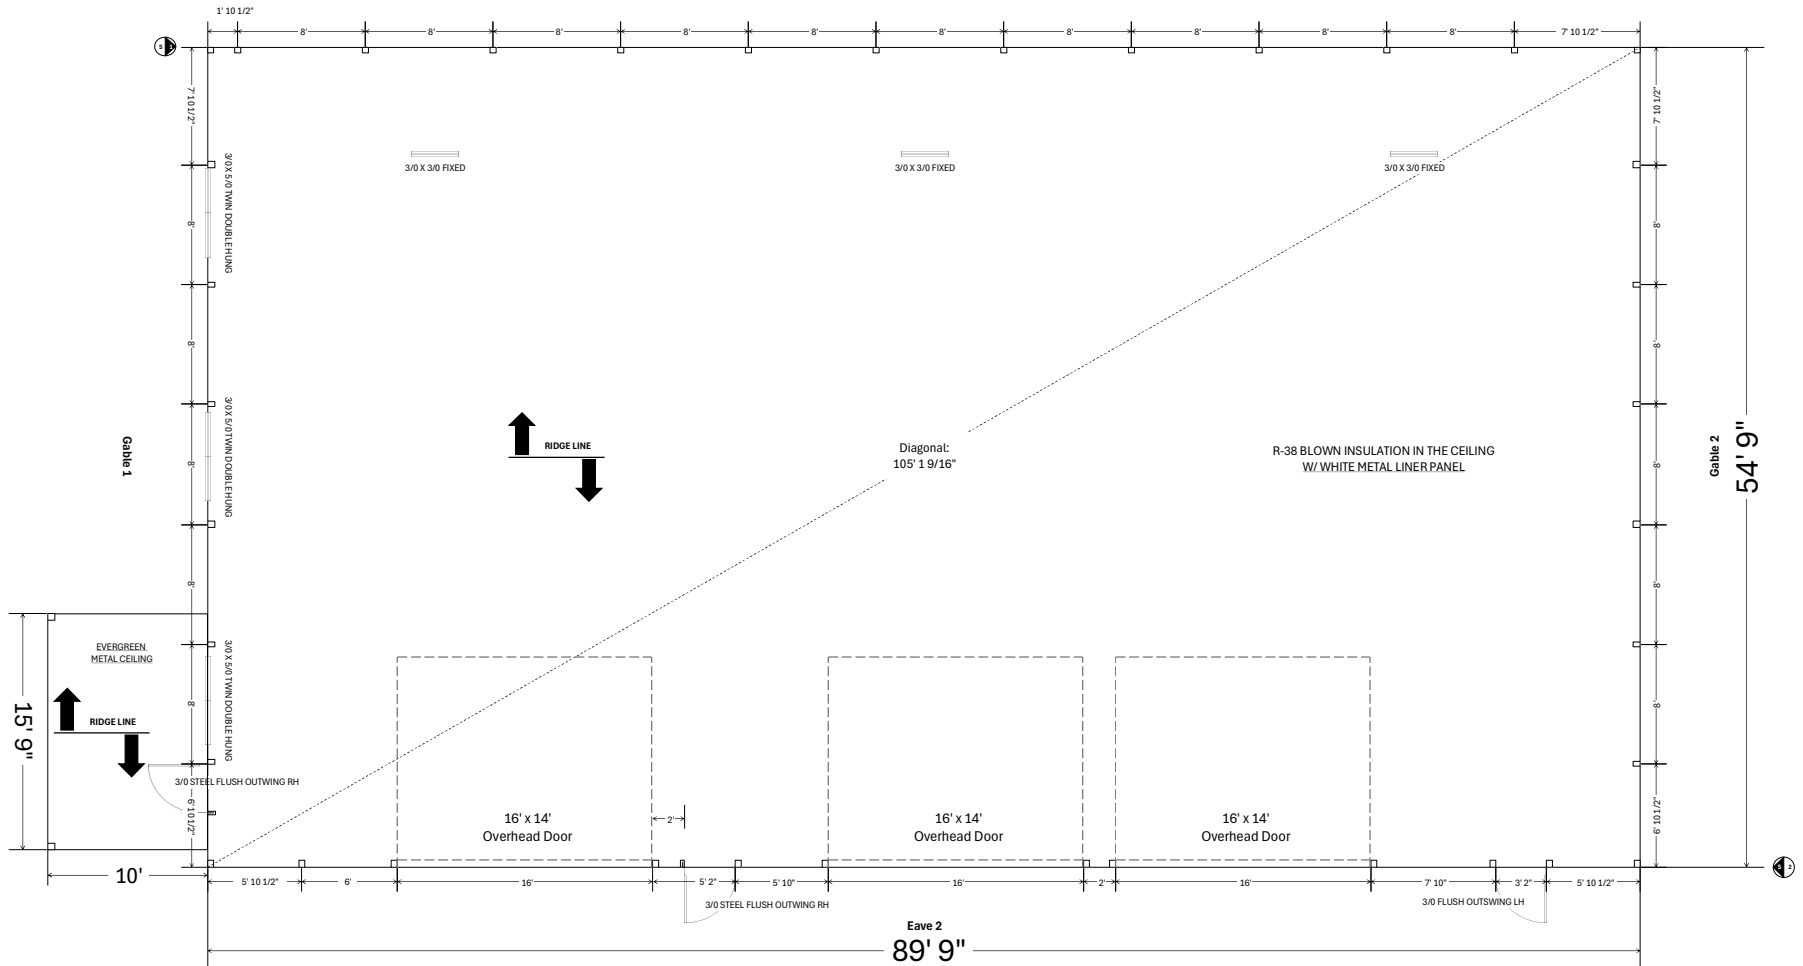 1' 10 1/2"
8' 8' 8' 8' 8' 8' 8' 8' 8' 8' 7' 10 1/2"
7' 10 1/2"
8'
8'
8'
8'
8'
6' 10 1/2"
3/0 X 5/0 TWIN DOUBLE HUNG
3/0 X 5/0 TWIN DOUBLE HUNG
3/0 X 5/0 TWIN DOUBLE HUNG
3/0 X 3/0 FIXED
3/0 X 3/0 FIXED
3/0 X 3/0 FIXED
7' 10 1/2"
8'
8'
8'
8'
8'
6' 10 1/2"
Gable 1
RIDGE LINE
Diagonal:
105' 1 9/16"
R-38 BLOWN INSULATION IN THE CEILING
W/ WHITE METAL LINER PANEL
Gable 2
54' 9"
EVERGREEN
METAL CEILING
RIDGE LINE
15' 9"
3/0 STEEL FLUSH OUTWING RH
10'
16' x 14'
Overhead Door
2'
16' x 14'
Overhead Door
16' x 14'
Overhead Door
5' 10 1/2" 6' 16' 5' 2" 5' 10" 16' 2' 16' 7' 10" 3' 2" 5' 10 1/2"
3/0 STEEL FLUSH OUTWING RH
3/0 FLUSH OUTSWING LH
Eave 2
89' 9"